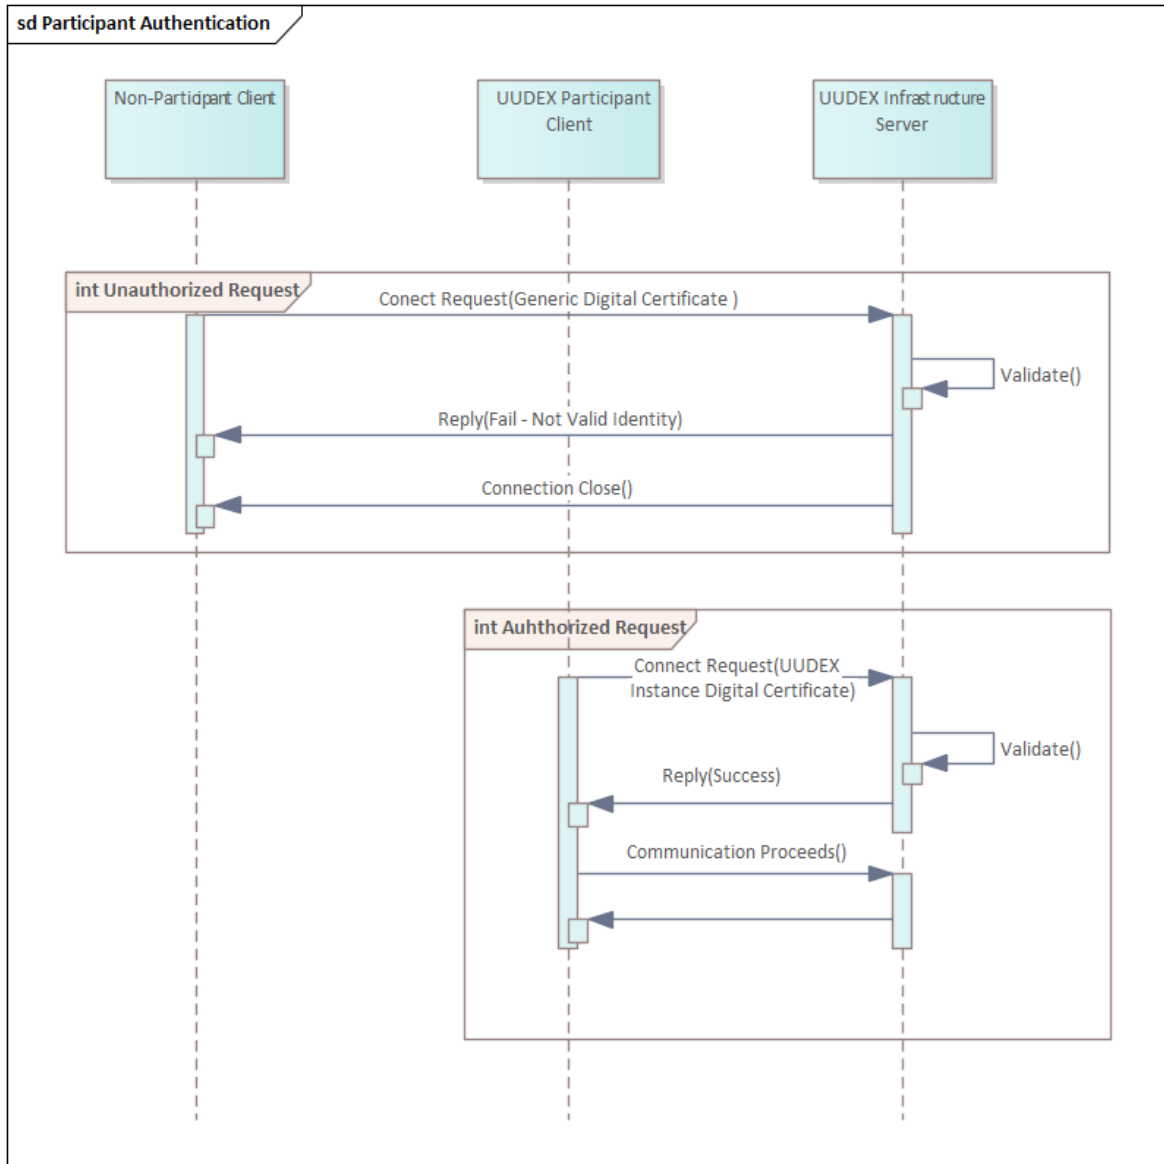 sd Participant Authentication
Non-Participant Client
UUDEX Participant
Client
UUDEX Infrastructure
Server
int Unauthorized Request
Conect Request(Generic Digital Certificate )
Validate()
Reply(Fail - Not Valid Identity)
Connection Close()
int Auhthorized Request
Connect Request(UUDEX
Instance Digital Certificate)
Validate()
Reply(Success)
Communication Proceeds()